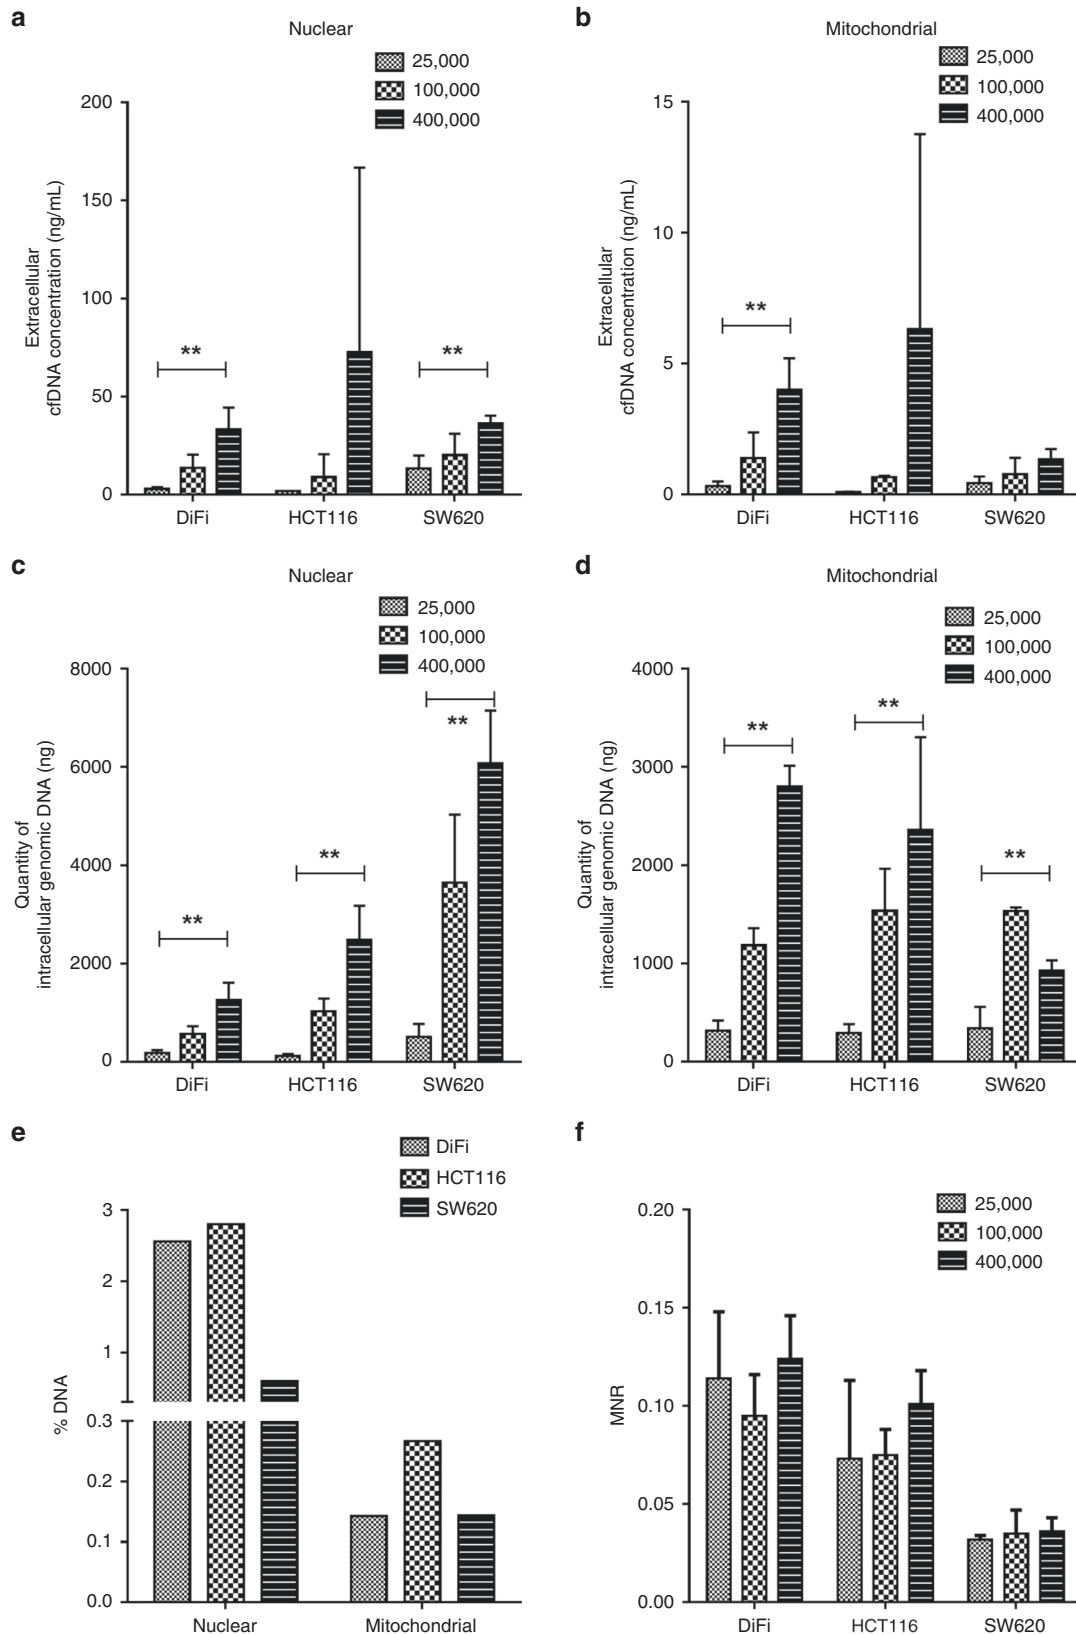 a
Nuclear
25,000
100,000
400,000
200
150
100
50
0
Extracellular
cfDNA concentration (ng/mL)
**
**
DiFi
HCT116
SW620
b
Mitochondrial
25,000
100,000
400,000
15
10
5
0
Extracellular
cfDNA concentration (ng/mL)
**
DiFi
HCT116
SW620
c
Nuclear
25,000
100,000
400,000
8000
6000
4000
2000
0
Quantity of
intracellular genomic DNA (ng)
**
**
**
DiFi
HCT116
SW620
d
Mitochondrial
25,000
100,000
400,000
4000
3000
2000
1000
0
Quantity of
intracellular genomic DNA (ng)
**
**
**
DiFi
HCT116
SW620
e
DiFi
HCT116
SW620
3
2
1
0.3
0.2
0.1
0.0
% DNA
Nuclear
Mitochondrial
f
25,000
100,000
400,000
0.20
0.15
0.10
0.05
0.00
MNR
DiFi
HCT116
SW620